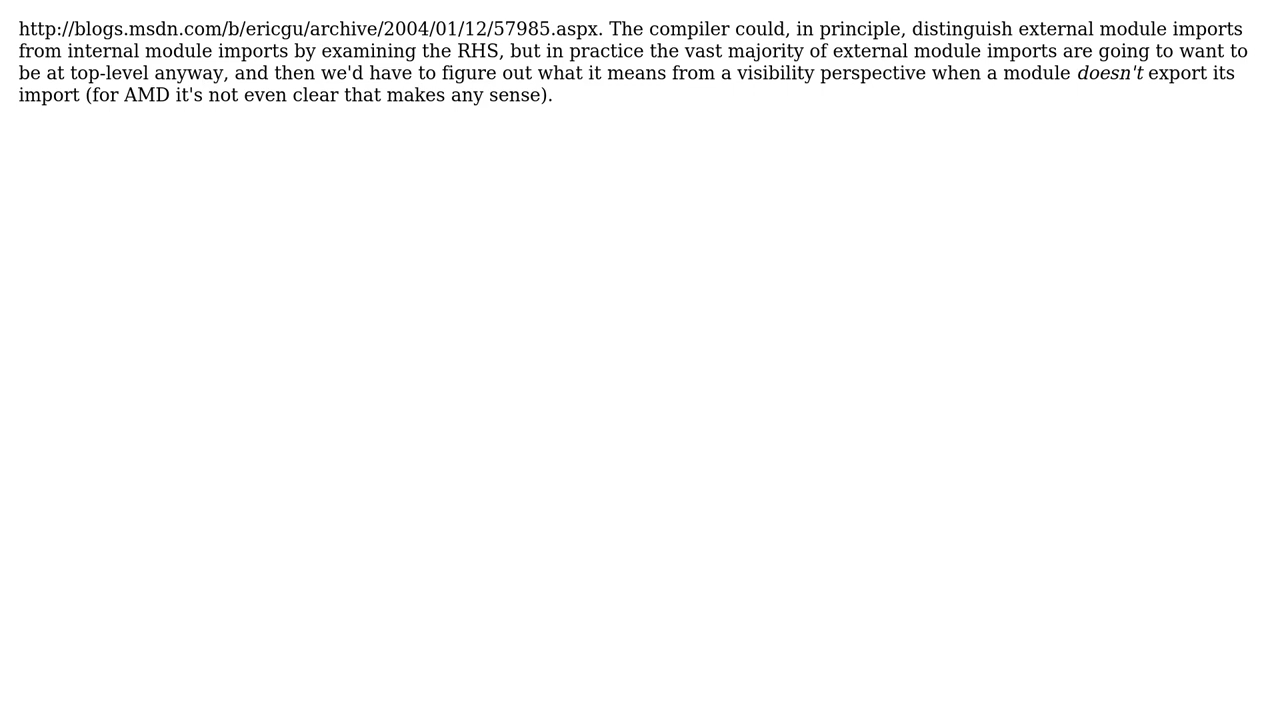 http://blogs.msdn.com/b/ericgu/archive/2004/01/12/57985.aspx. The compiler could, in principle, distinguish external module imports
from internal module imports by examining the RHS, but in practice the vast majority of external module imports are going to want to
be at top-level anyway, and then we'd have to figure out what it means from a visibility perspective when a module doesn't export its
import (for AMD it's not even clear that makes any sense).